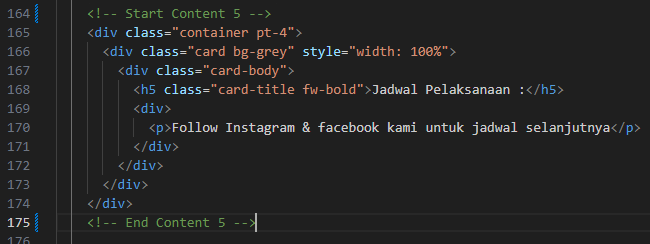 164 <!-- Start Content 5 -->
165 <div class="container pt-4">
166 <div class="card bg-grey" style="width: 100%">
167 <div class="card-body">
168 <h5 class="card-title fw-bold">Jadwal Pelaksanaan :</h5>
169 <div>
170 <p>Follow Instagram & facebook kami untuk jadwal selanjutnya</p>
171 </div>
172 </div>
173 </div>
174 </div>
175 <!-- End Content 5 -->
176